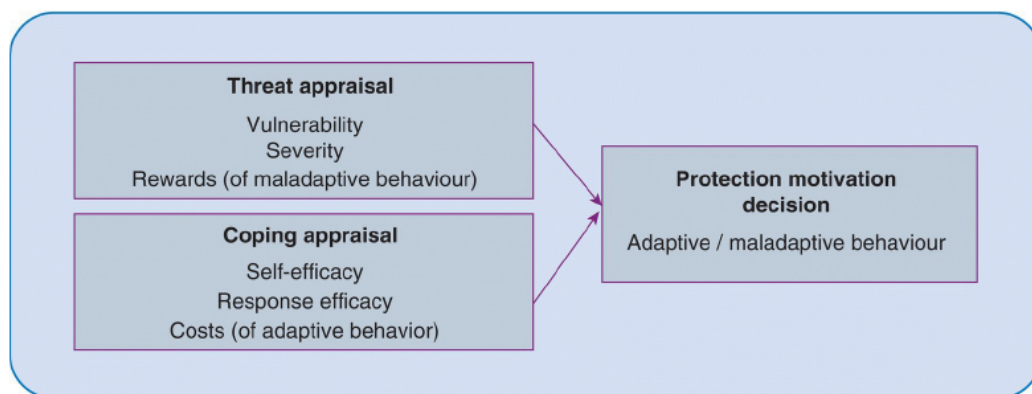 Threat appraisal
Vulnerability
Severity
Rewards (of maladaptive behaviour)
Coping appraisal
Self-efficacy
Response efficacy
Costs (of adaptive behavior)
Protection motivation
decision
Adaptive / maladaptive behaviour